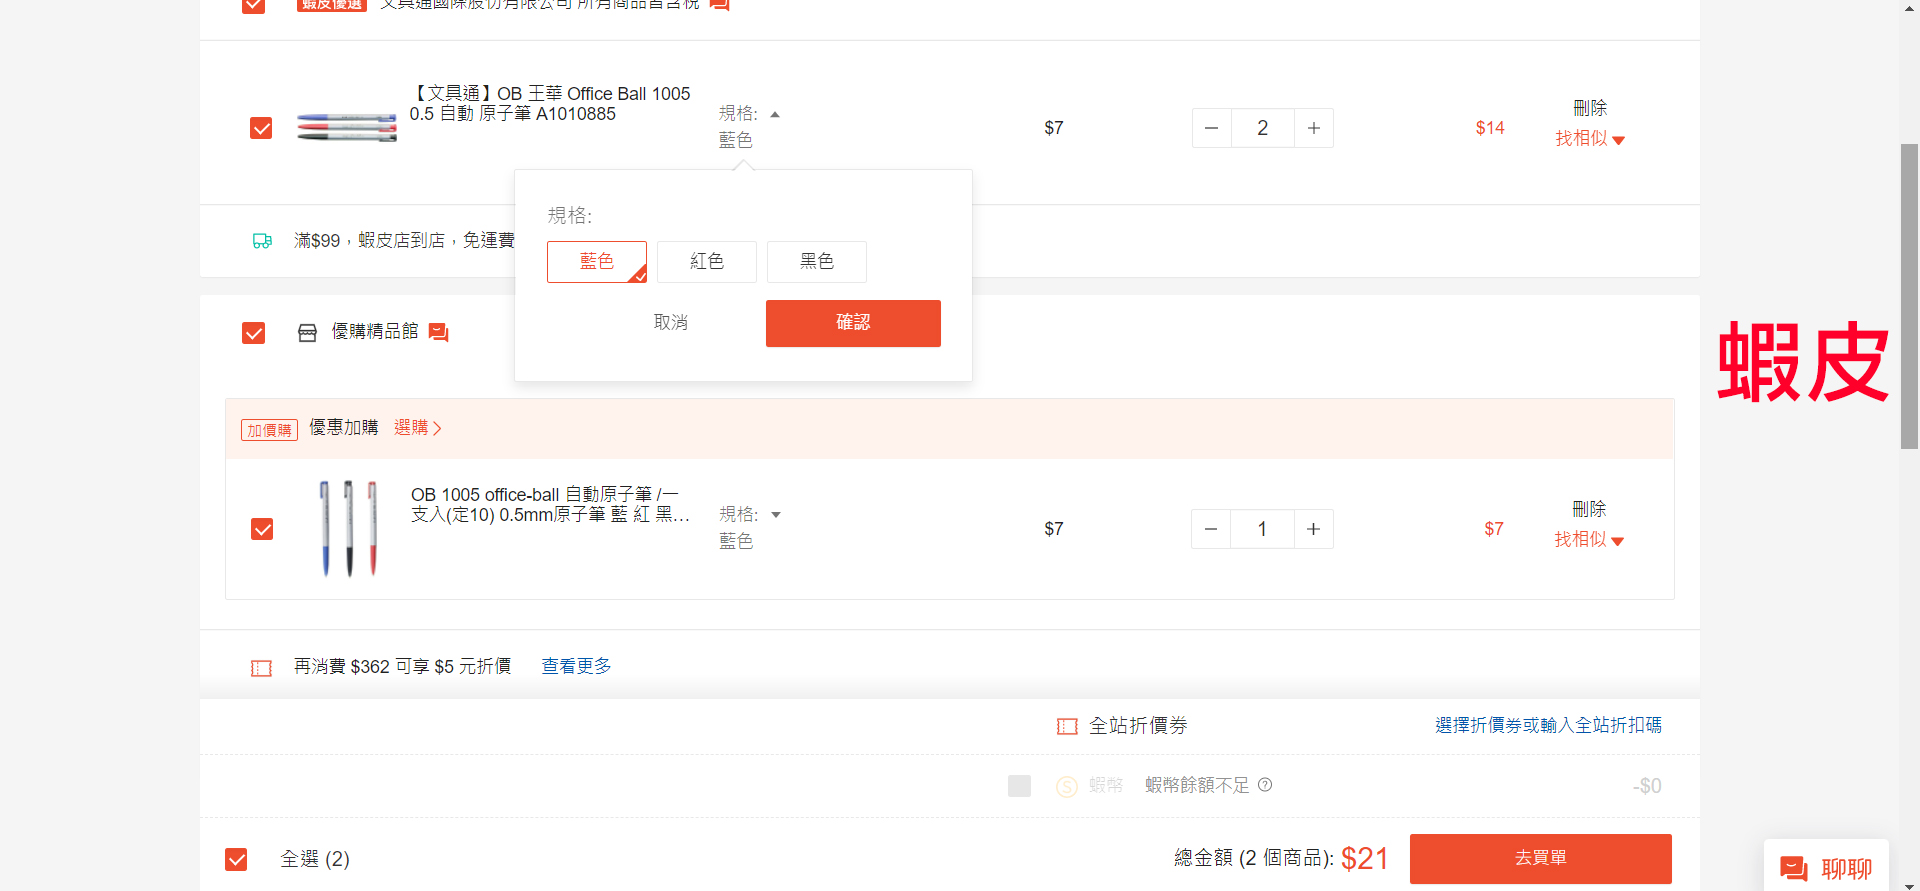 蝦皮優選 文具通國際股份有限公司 所有商品皆含稅
【文具通】OB 王華 Office Ball 1005
0.5 自動 原子筆 A1010885
規格:
藍色
$7
2
$14
刪除
找相似
規格:
藍色 紅色 黑色
取消 確認
滿$99，蝦皮店到店，免運費
優購精品館
蝦皮
加價購 優惠加購 選購
OB 1005 office-ball 自動原子筆 /一
支入(定10) 0.5mm原子筆 藍 紅 黑...
規格:
藍色
$7
1
$7
刪除
找相似
再消費 $362 可享 $5 元折價 查看更多
全站折價券 選擇折價券或輸入全站折扣碼
蝦幣 蝦幣餘額不足 -$0
全選 (2) 總金額 (2 個商品): $21 去買單
聊聊